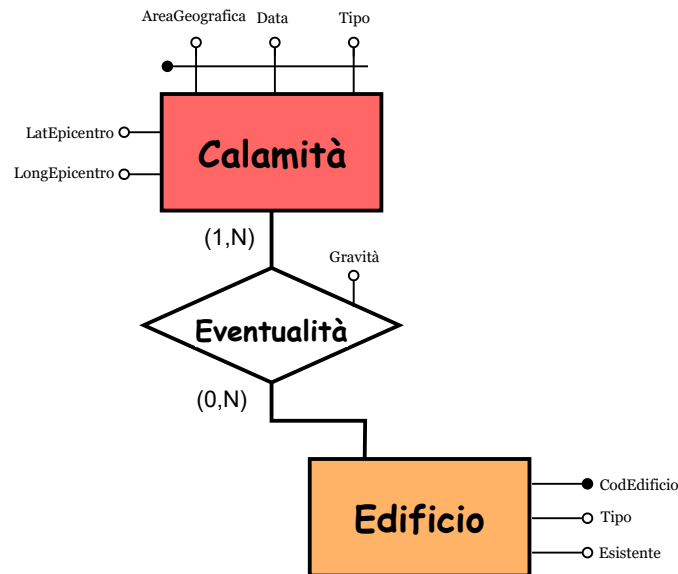 AreaGeografica Data Tipo
LatEpicentro
Calamità
LongEpicentro
(1,N)
Gravità
Eventualità
(0,N)
CodEdificio
Edificio
Tipo
Esistente